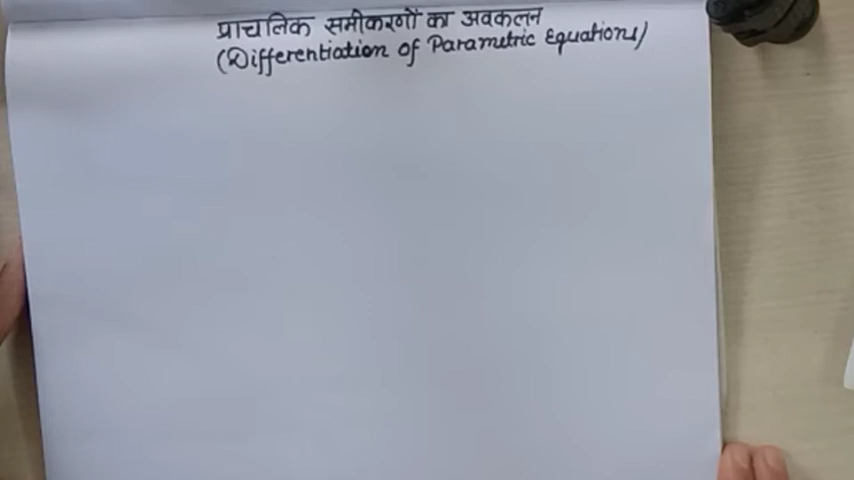 प्राचलिक समीकरणों का अवकलन
(Differentiation of Parametric Equations)